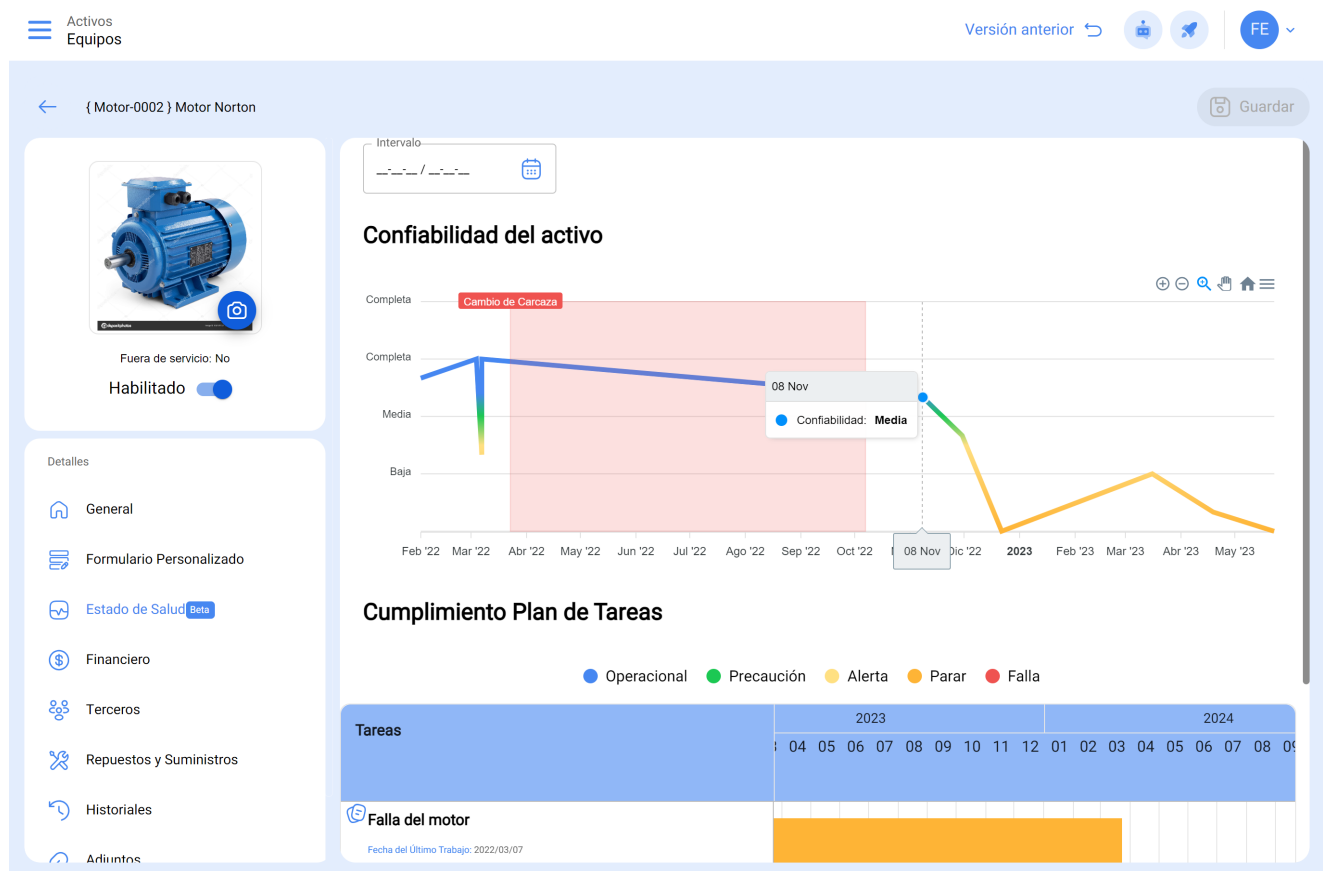 Activos
Equipos
Versión anterior
FE
{ Motor-0002 } Motor Norton
Guardar
Fuera de servicio: No
Habilitado
Detalles
General
Formulario Personalizado
Estado de Salud Beta
Financiero
Terceros
Repuestos y Suministros
Historiales
Adjuntos
Intervalo
__-__-__ / __-__-__
Confiabilidad del activo
Completa
Cambio de Carcaza
Completa
Media
Baja
08 Nov
Confiabilidad: Media
Feb '22 Mar '22 Abr '22 May '22 Jun '22 Jul '22 Ago '22 Sep '22 Oct '22 08 Nov Dic '22 2023 Feb '23 Mar '23 Abr '23 May '23
Cumplimiento Plan de Tareas
Operacional Precaución Alerta Parar Falla
Tareas
2023 2024
04 05 06 07 08 09 10 11 12 01 02 03 04 05 06 07 08 09
Falla del motor
Fecha del Último Trabajo: 2022/03/07